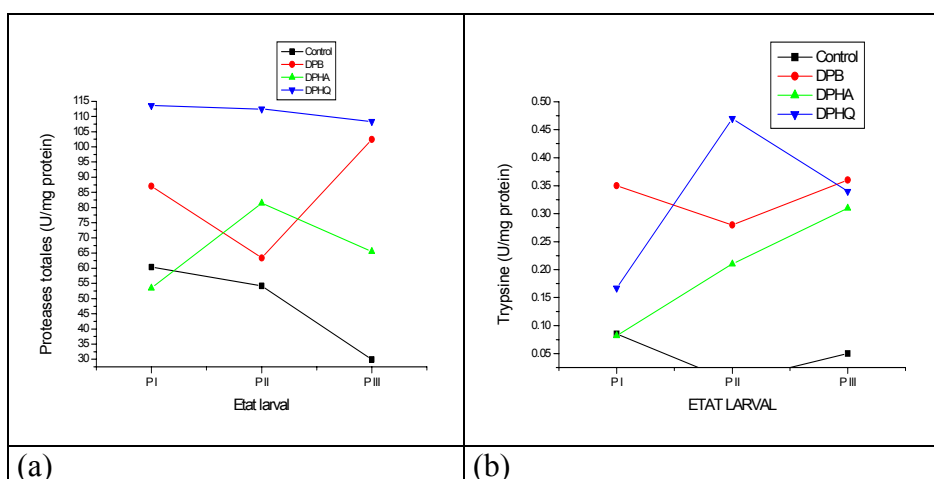 Control
DPB
DPHA
DPHQ
115
110
105
100
95
90
85
80
75
70
65
60
55
50
45
40
35
30
Proteases totales (U/mg protein)
P I
P II
P III
Etat larval
(a)
Control
DPB
DPHA
DPHQ
0.50
0.45
0.40
0.35
0.30
0.25
0.20
0.15
0.10
0.05
Trypsine (U/mg protein)
P I
P II
P III
ETAT LARVAL
(b)